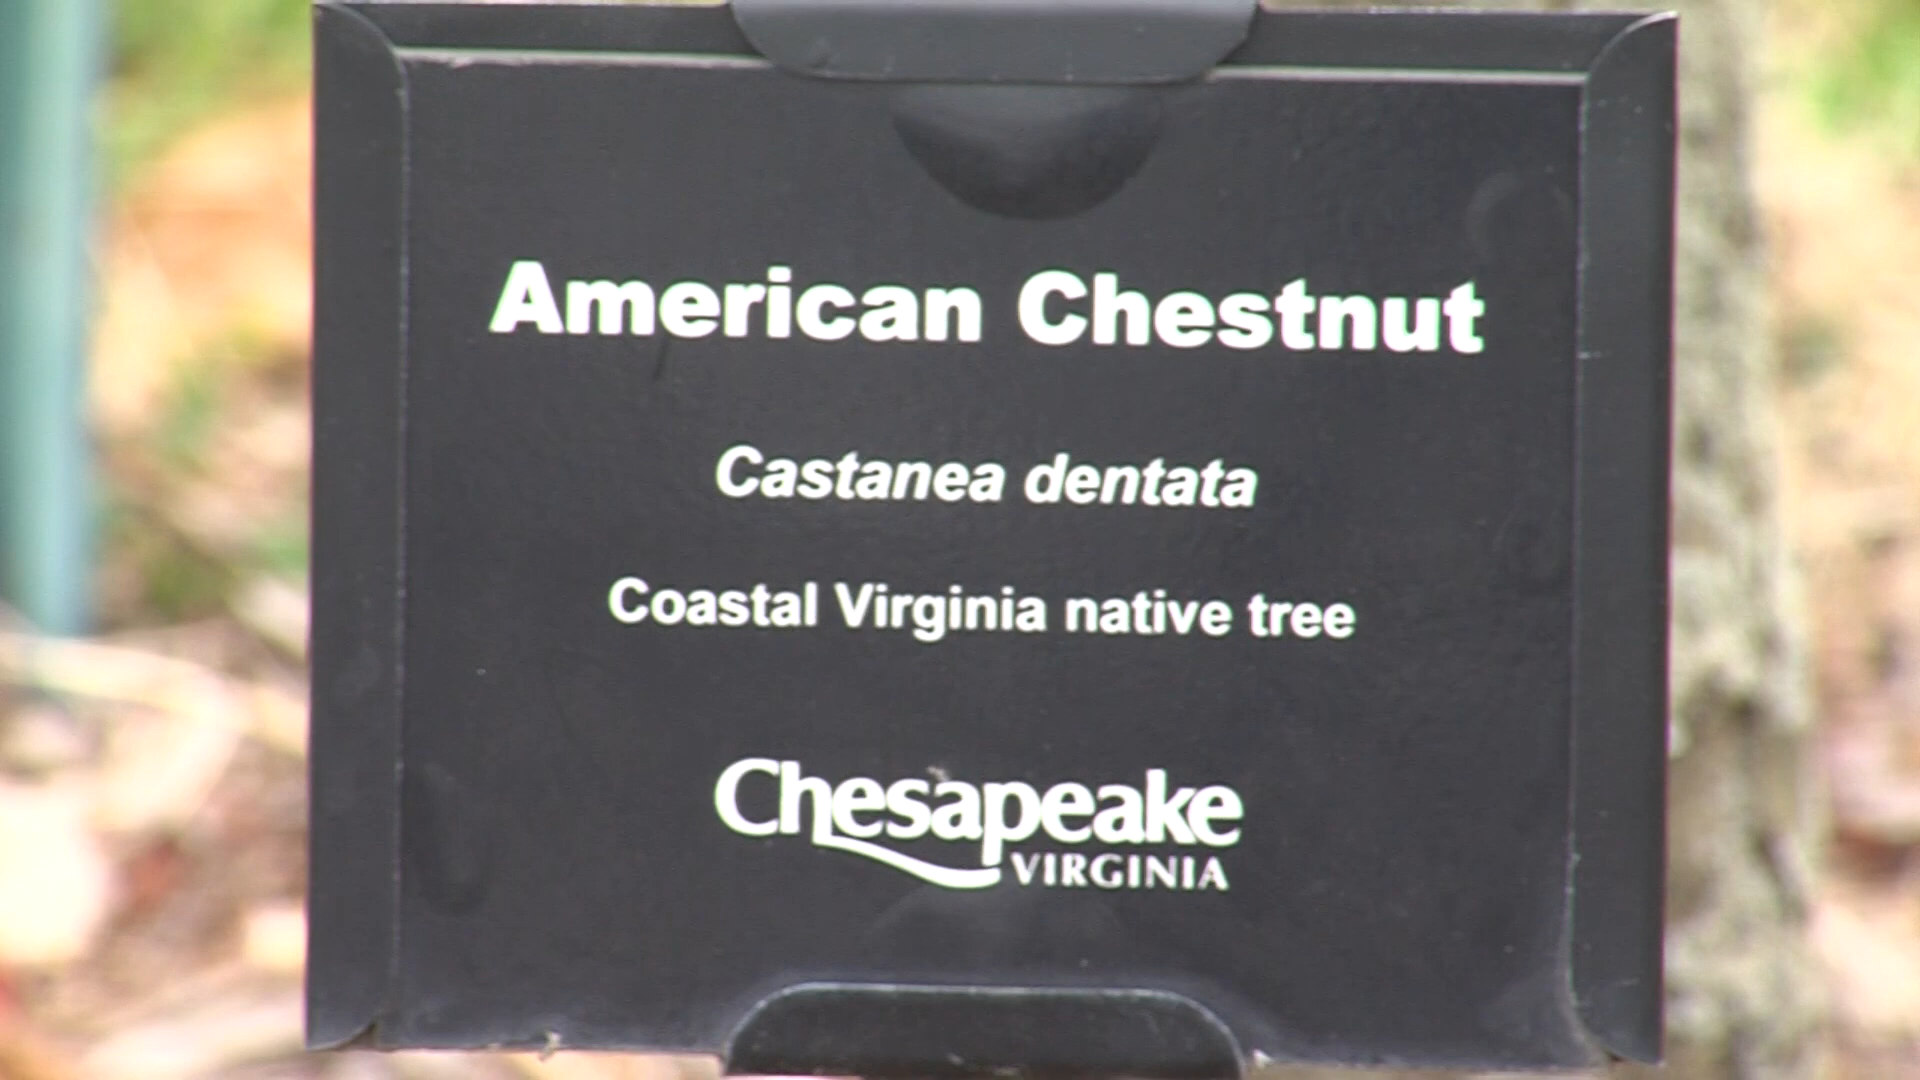 American Chestnut
Castanea dentata
Coastal Virginia native tree
Chesapeake
VIRGINIA